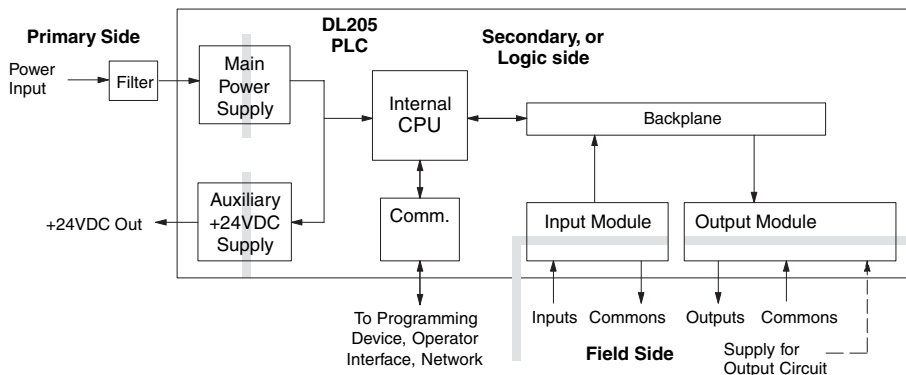 DL205
PLC
Primary Side
Secondary, or
Logic side
Power
Input
Filter
Main
Power
Supply
Internal
CPU
Backplane
Auxiliary
+24VDC
Supply
+24VDC Out
Comm.
Input Module
Output Module
To Programming
Device, Operator
Interface, Network
Inputs
Commons
Outputs
Commons
Field Side
Supply for
Output Circuit